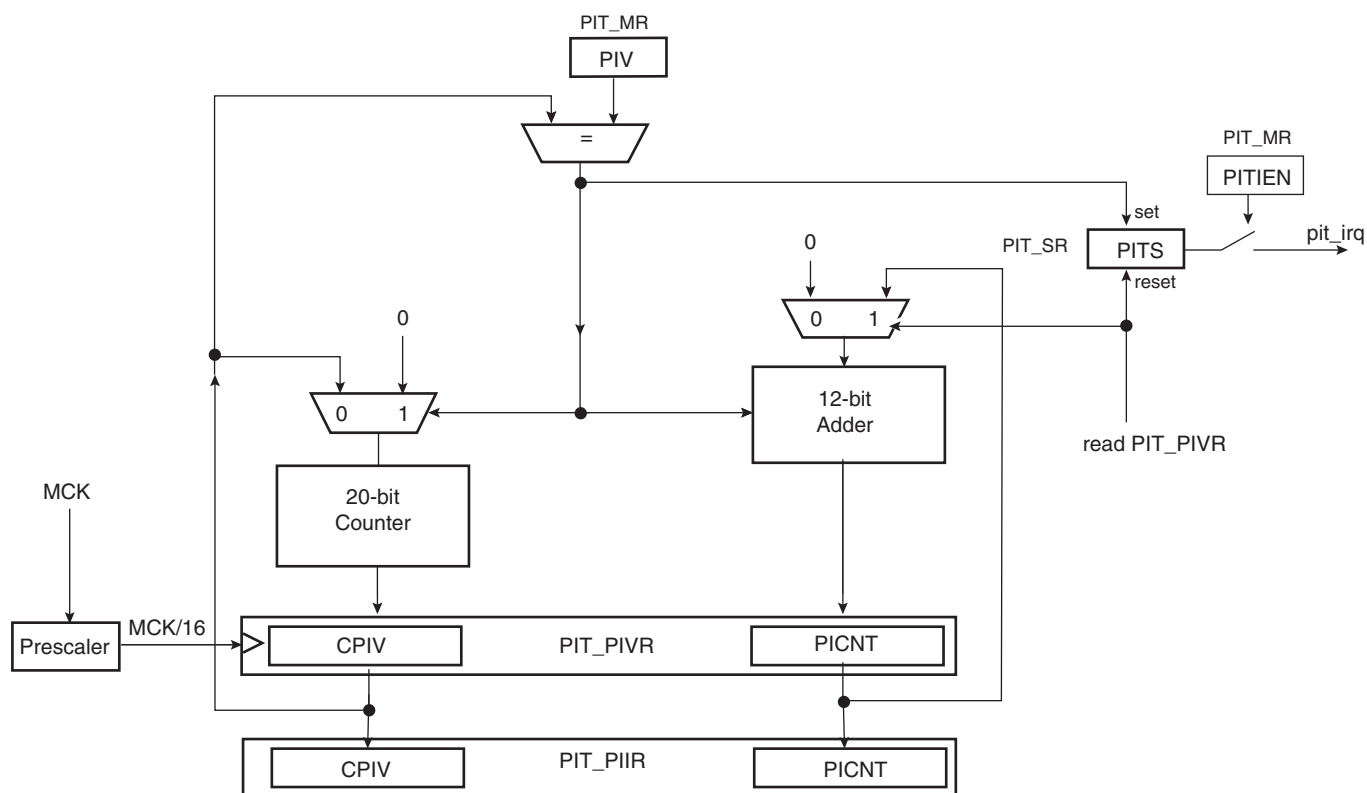 PIT_MR
PIV
=
PIT_MR
PITIEN
set
0
PIT_SR
PITS
pit_irq
reset
0
0 1
0
1
12-bit
Adder
read PIT_PIVR
MCK
20-bit
Counter
MCK/16
Prescaler
CPIV
PIT_PIVR
PICNT
CPIV
PIT_PIIR
PICNT